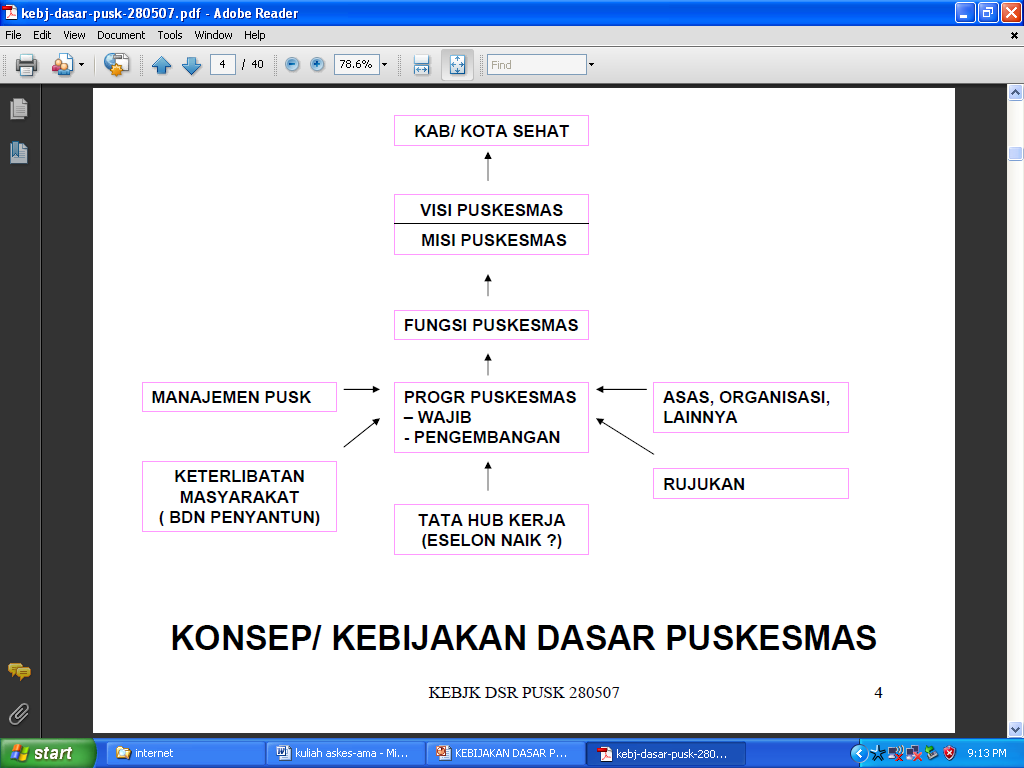 kebj-dasar-pusk-280507.pdf - Adobe Reader
File Edit View Document Tools Window Help
4 / 40 78.6% Find
KAB/ KOTA SEHAT
VISI PUSKESMAS
MISI PUSKESMAS
FUNGSI PUSKESMAS
MANAJEMEN PUSK
PROGR PUSKESMAS
– WAJIB
- PENGEMBANGAN
ASAS, ORGANISASI,
LAINNYA
KETERLIBATAN
MASYARAKAT
( BDN PENYANTUN)
RUJUKAN
TATA HUB KERJA
(ESELON NAIK ?)
KONSEP/ KEBIJAKAN DASAR PUSKESMAS
KEBJK DSR PUSK 280507 4
start internet kuliah askes-ama - Mi... KEBIJAKAN DASAR P... kebj-dasar-pusk-280... 9:13 PM